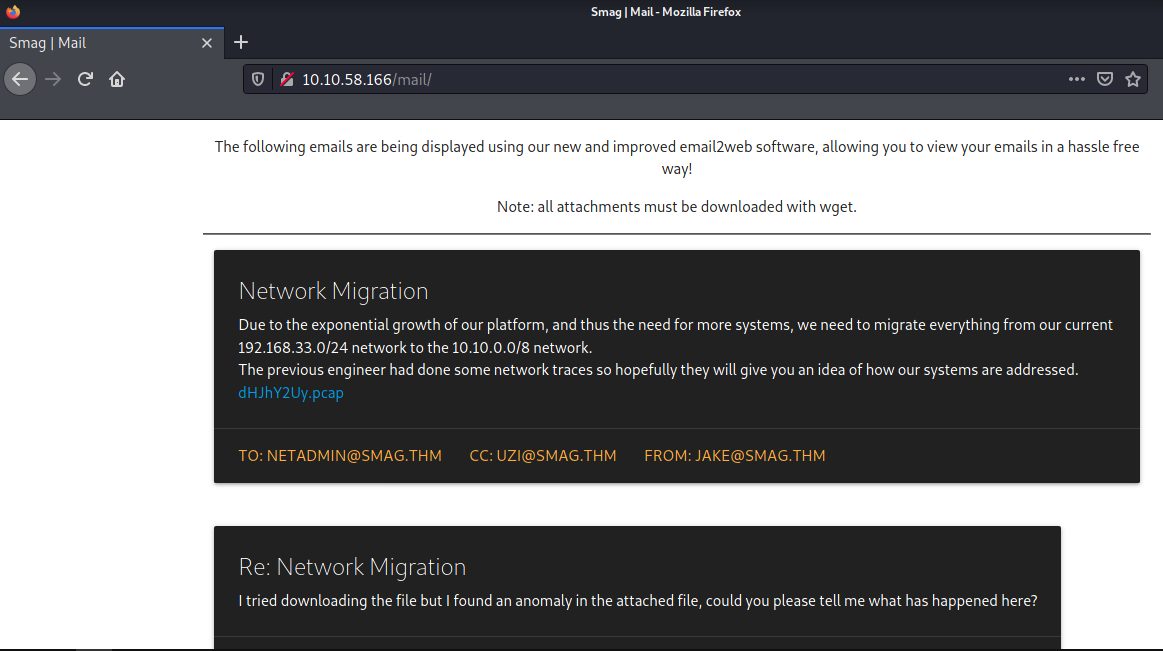 Smag | Mail - Mozilla Firefox
Smag | Mail
10.10.58.166/mail/
The following emails are being displayed using our new and improved email2web software, allowing you to view your emails in a hassle free
way!
Note: all attachments must be downloaded with wget.
Network Migration
Due to the exponential growth of our platform, and thus the need for more systems, we need to migrate everything from our current
192.168.33.0/24 network to the 10.10.0.0/8 network.
The previous engineer had done some network traces so hopefully they will give you an idea of how our systems are addressed.
dHJhY2Uy.pcap
TO: NETADMIN@SMAG.THM CC: UZI@SMAG.THM FROM: JAKE@SMAG.THM
Re: Network Migration
I tried downloading the file but I found an anomaly in the attached file, could you please tell me what has happened here?